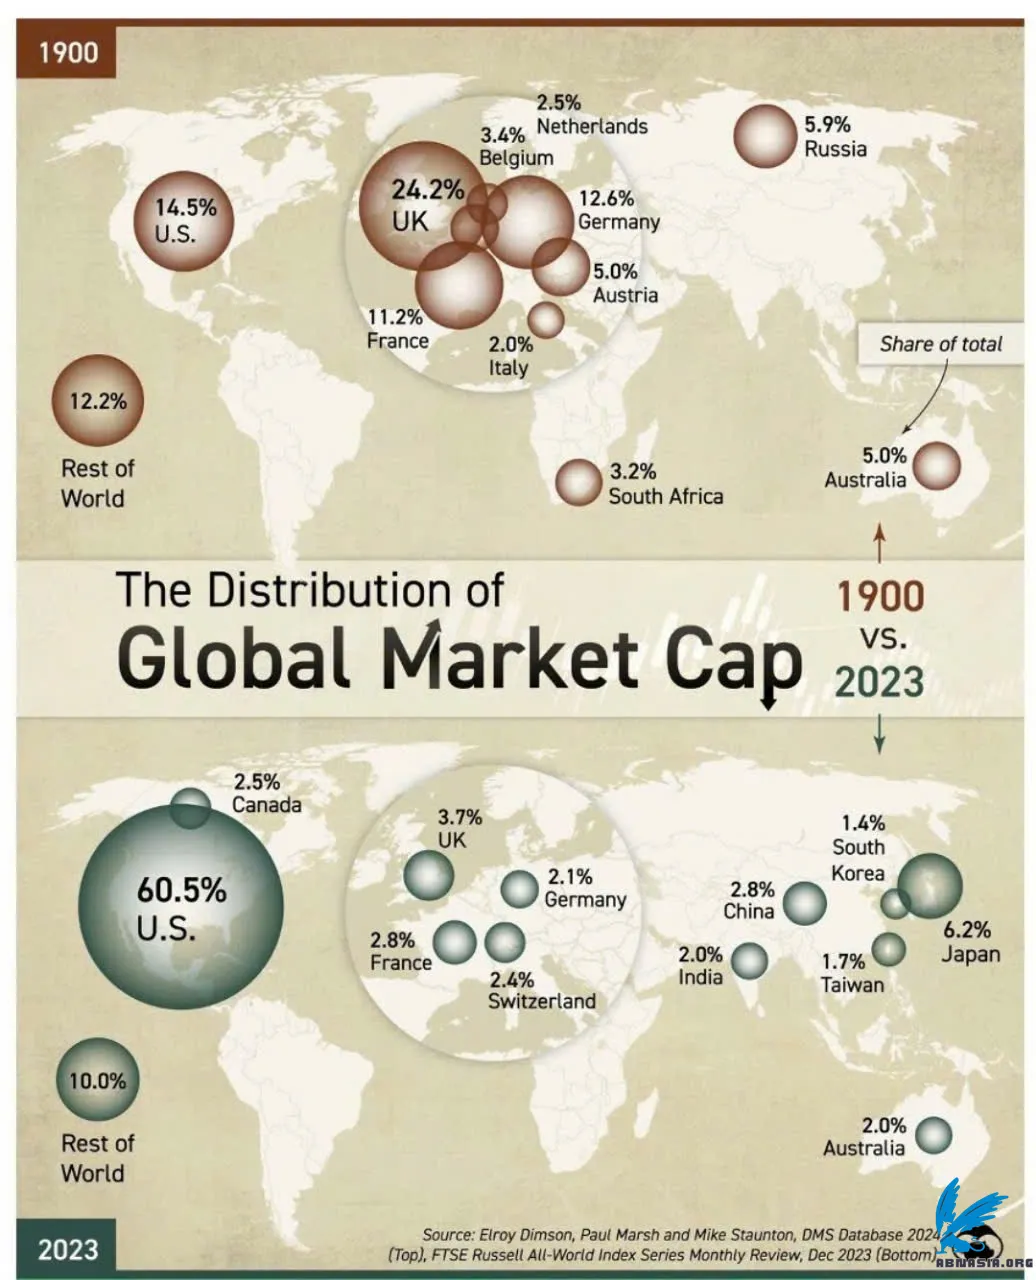 1900
2.5%
Netherlands
3.4%
Belgium
5.9%
Russia
24.2%
UK
12.6%
Germany
14.5%
U.S.
5.0%
Austria
11.2%
France
2.0%
Italy
Share of total
12.2%
Rest of
World
3.2%
South Africa
5.0%
Australia
The Distribution of
Global Market Cap
1900
VS.
2023
2.5%
Canada
3.7%
UK
1.4%
South
Korea
60.5%
U.S.
2.1%
Germany
2.8%
China
2.8%
France
6.2%
Japan
2.0%
India
1.7%
Taiwan
2.4%
Switzerland
10.0%
Rest of
World
2.0%
Australia
2023
Source: Elroy Dimson, Paul Marsh and Mike Staunton, DMS Database 2024
(Top), FTSE Russell All-World Index Series Monthly Review, Dec 2023 (Bottom)
ABNASIA.ORG